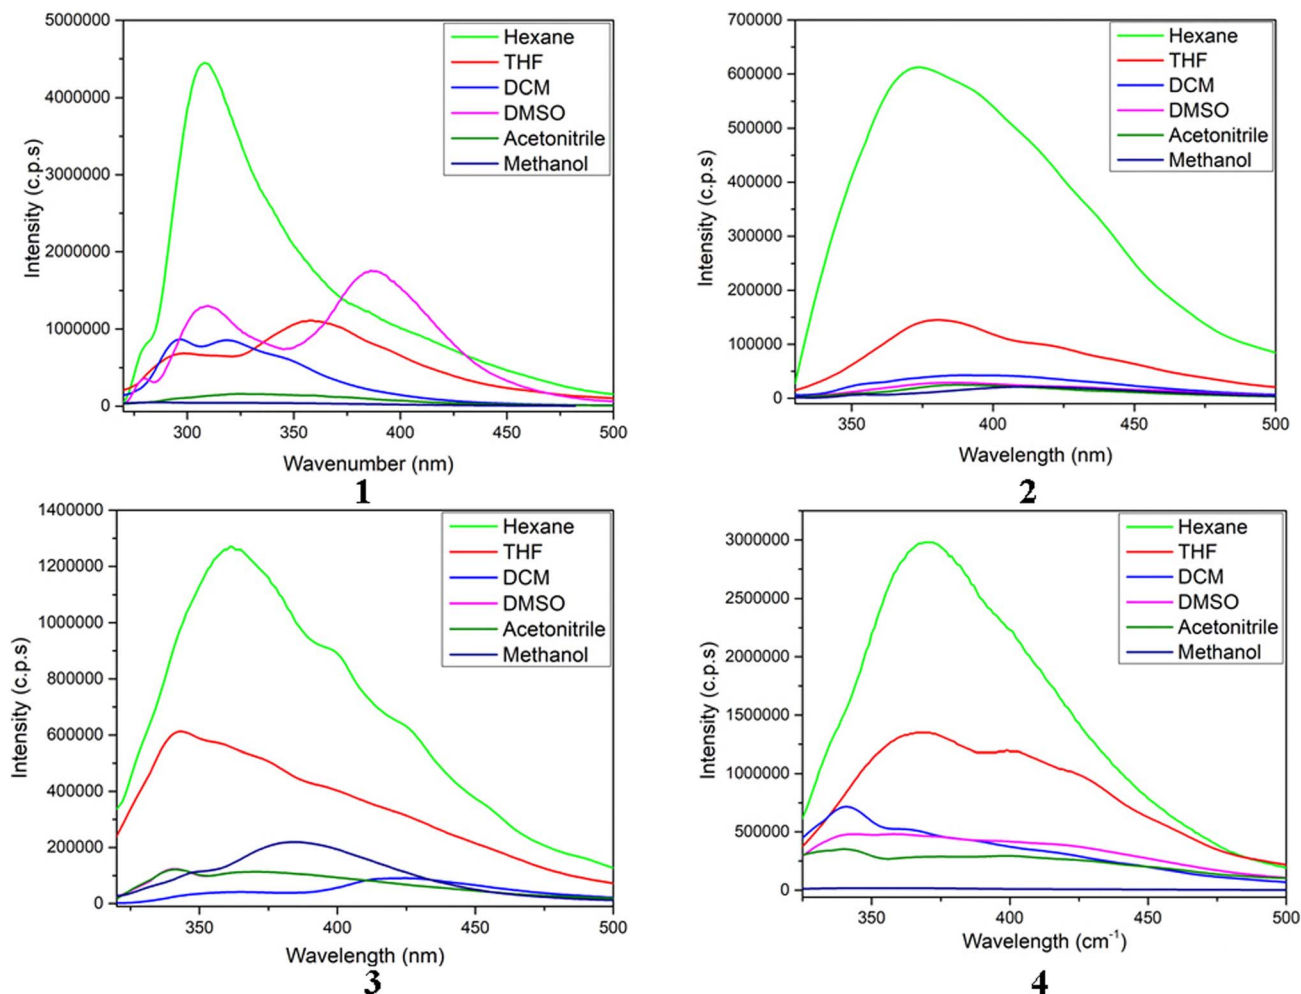 5000000
4000000
3000000
2000000
1000000
0
Intensity (c.p.s)
Hexane
THF
DCM
DMSO
Acetonitrile
Methanol
300 350 400 450 500
Wavenumber (nm)
1
700000
600000
500000
400000
300000
200000
100000
0
Intensity (c.p.s)
Hexane
THF
DCM
DMSO
Acetonitrile
Methanol
350 400 450 500
Wavelength (nm)
2
1400000
1200000
1000000
800000
600000
400000
200000
0
Intensity (c.p.s)
Hexane
THF
DCM
DMSO
Acetonitrile
Methanol
350 400 450 500
Wavelength (nm)
3
3000000
2500000
2000000
1500000
1000000
500000
0
Intensity (c.p.s)
Hexane
THF
DCM
DMSO
Acetonitrile
Methanol
350 400 450 500
Wavelength (cm⁻¹)
4